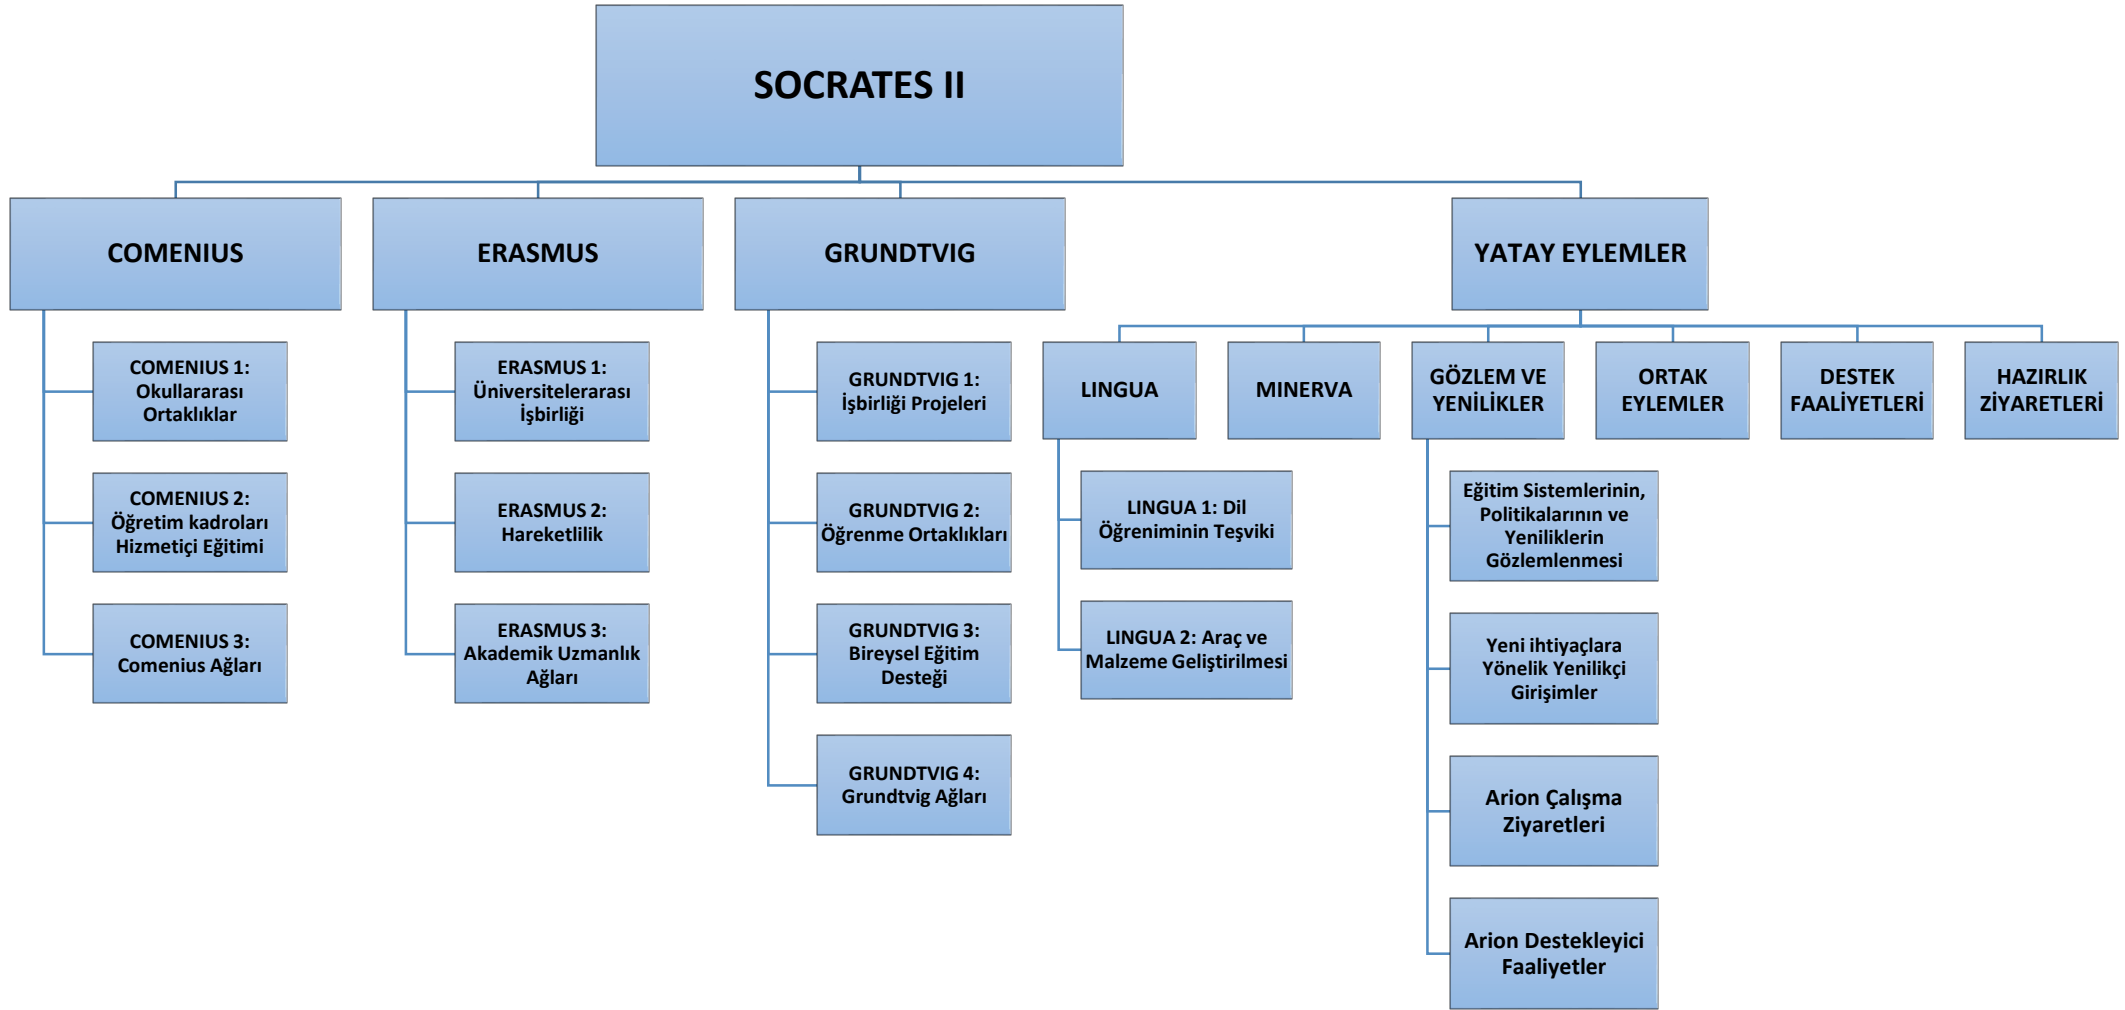 SOCRATES II
COMENIUS
COMENIUS 1:
Okullararası
Ortaklıklar
COMENIUS 2:
Öğretim kadroları
Hizmetiçi Eğitimi
COMENIUS 3:
Comenius Ağları
ERASMUS
ERASMUS 1:
Üniversitelerarası
İşbirliği
ERASMUS 2:
Hareketlilik
ERASMUS 3:
Akademik Uzmanlık
Ağları
GRUNDTVIG
GRUNDTVIG 1:
İşbirliği Projeleri
GRUNDTVIG 2:
Öğrenme Ortaklıkları
GRUNDTVIG 3:
Bireysel Eğitim
Desteği
GRUNDTVIG 4:
Grundtvig Ağları
YATAY EYLEMLER
LINGUA
LINGUA 1: Dil
Öğreniminin Teşviki
LINGUA 2: Araç ve
Malzeme Geliştirilmesi
MINERVA
GÖZLEM VE
YENİLİKLER
Eğitim Sistemlerinin,
Politikalarının ve
Yeniliklerin
Gözlemlenmesi
Yeni ihtiyaçlara
Yönelik Yenilikçi
Girişimler
Arion Çalışma
Ziyaretleri
Arion Destekleyici
Faaliyetler
ORTAK
EYLEMLER
DESTEK
FAALİYETLERİ
HAZIRLIK
ZİYARETLERİ